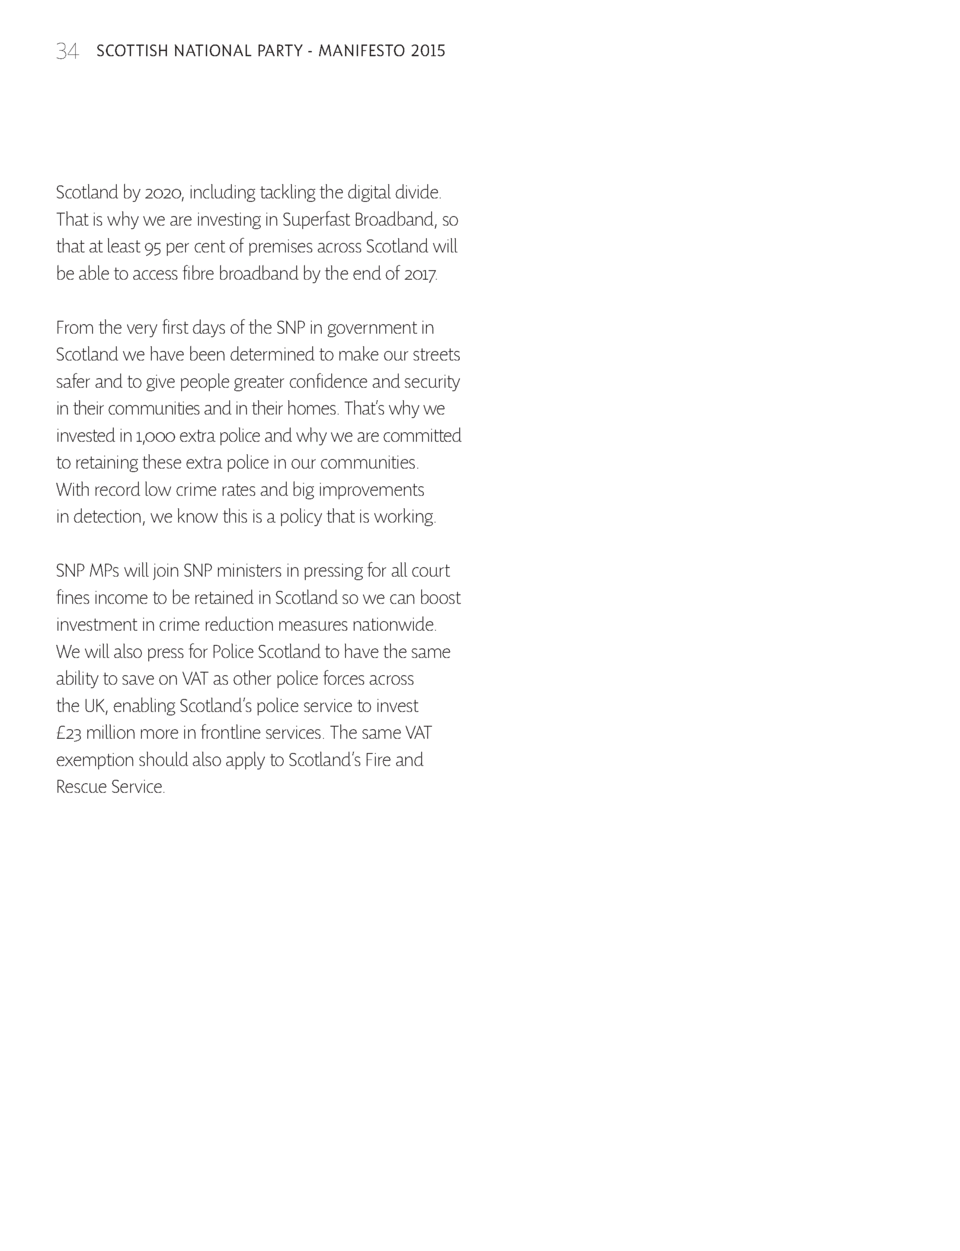 34 SCOTTISH NATIONAL PARTY - MANIFESTO 2015
Scotland by 2020, including tackling the digital divide.
That is why we are investing in Superfast Broadband, so
that at least 95 per cent of premises across Scotland will
be able to access fibre broadband by the end of 2017.
From the very first days of the SNP in government in
Scotland we have been determined to make our streets
safer and to give people greater confidence and security
in their communities and in their homes. That’s why we
invested in 1,000 extra police and why we are committed
to retaining these extra police in our communities.
With record low crime rates and big improvements
in detection, we know this is a policy that is working.
SNP MPs will join SNP ministers in pressing for all court
fines income to be retained in Scotland so we can boost
investment in crime reduction measures nationwide.
We will also press for Police Scotland to have the same
ability to save on VAT as other police forces across
the UK, enabling Scotland’s police service to invest
£23 million more in frontline services. The same VAT
exemption should also apply to Scotland’s Fire and
Rescue Service.